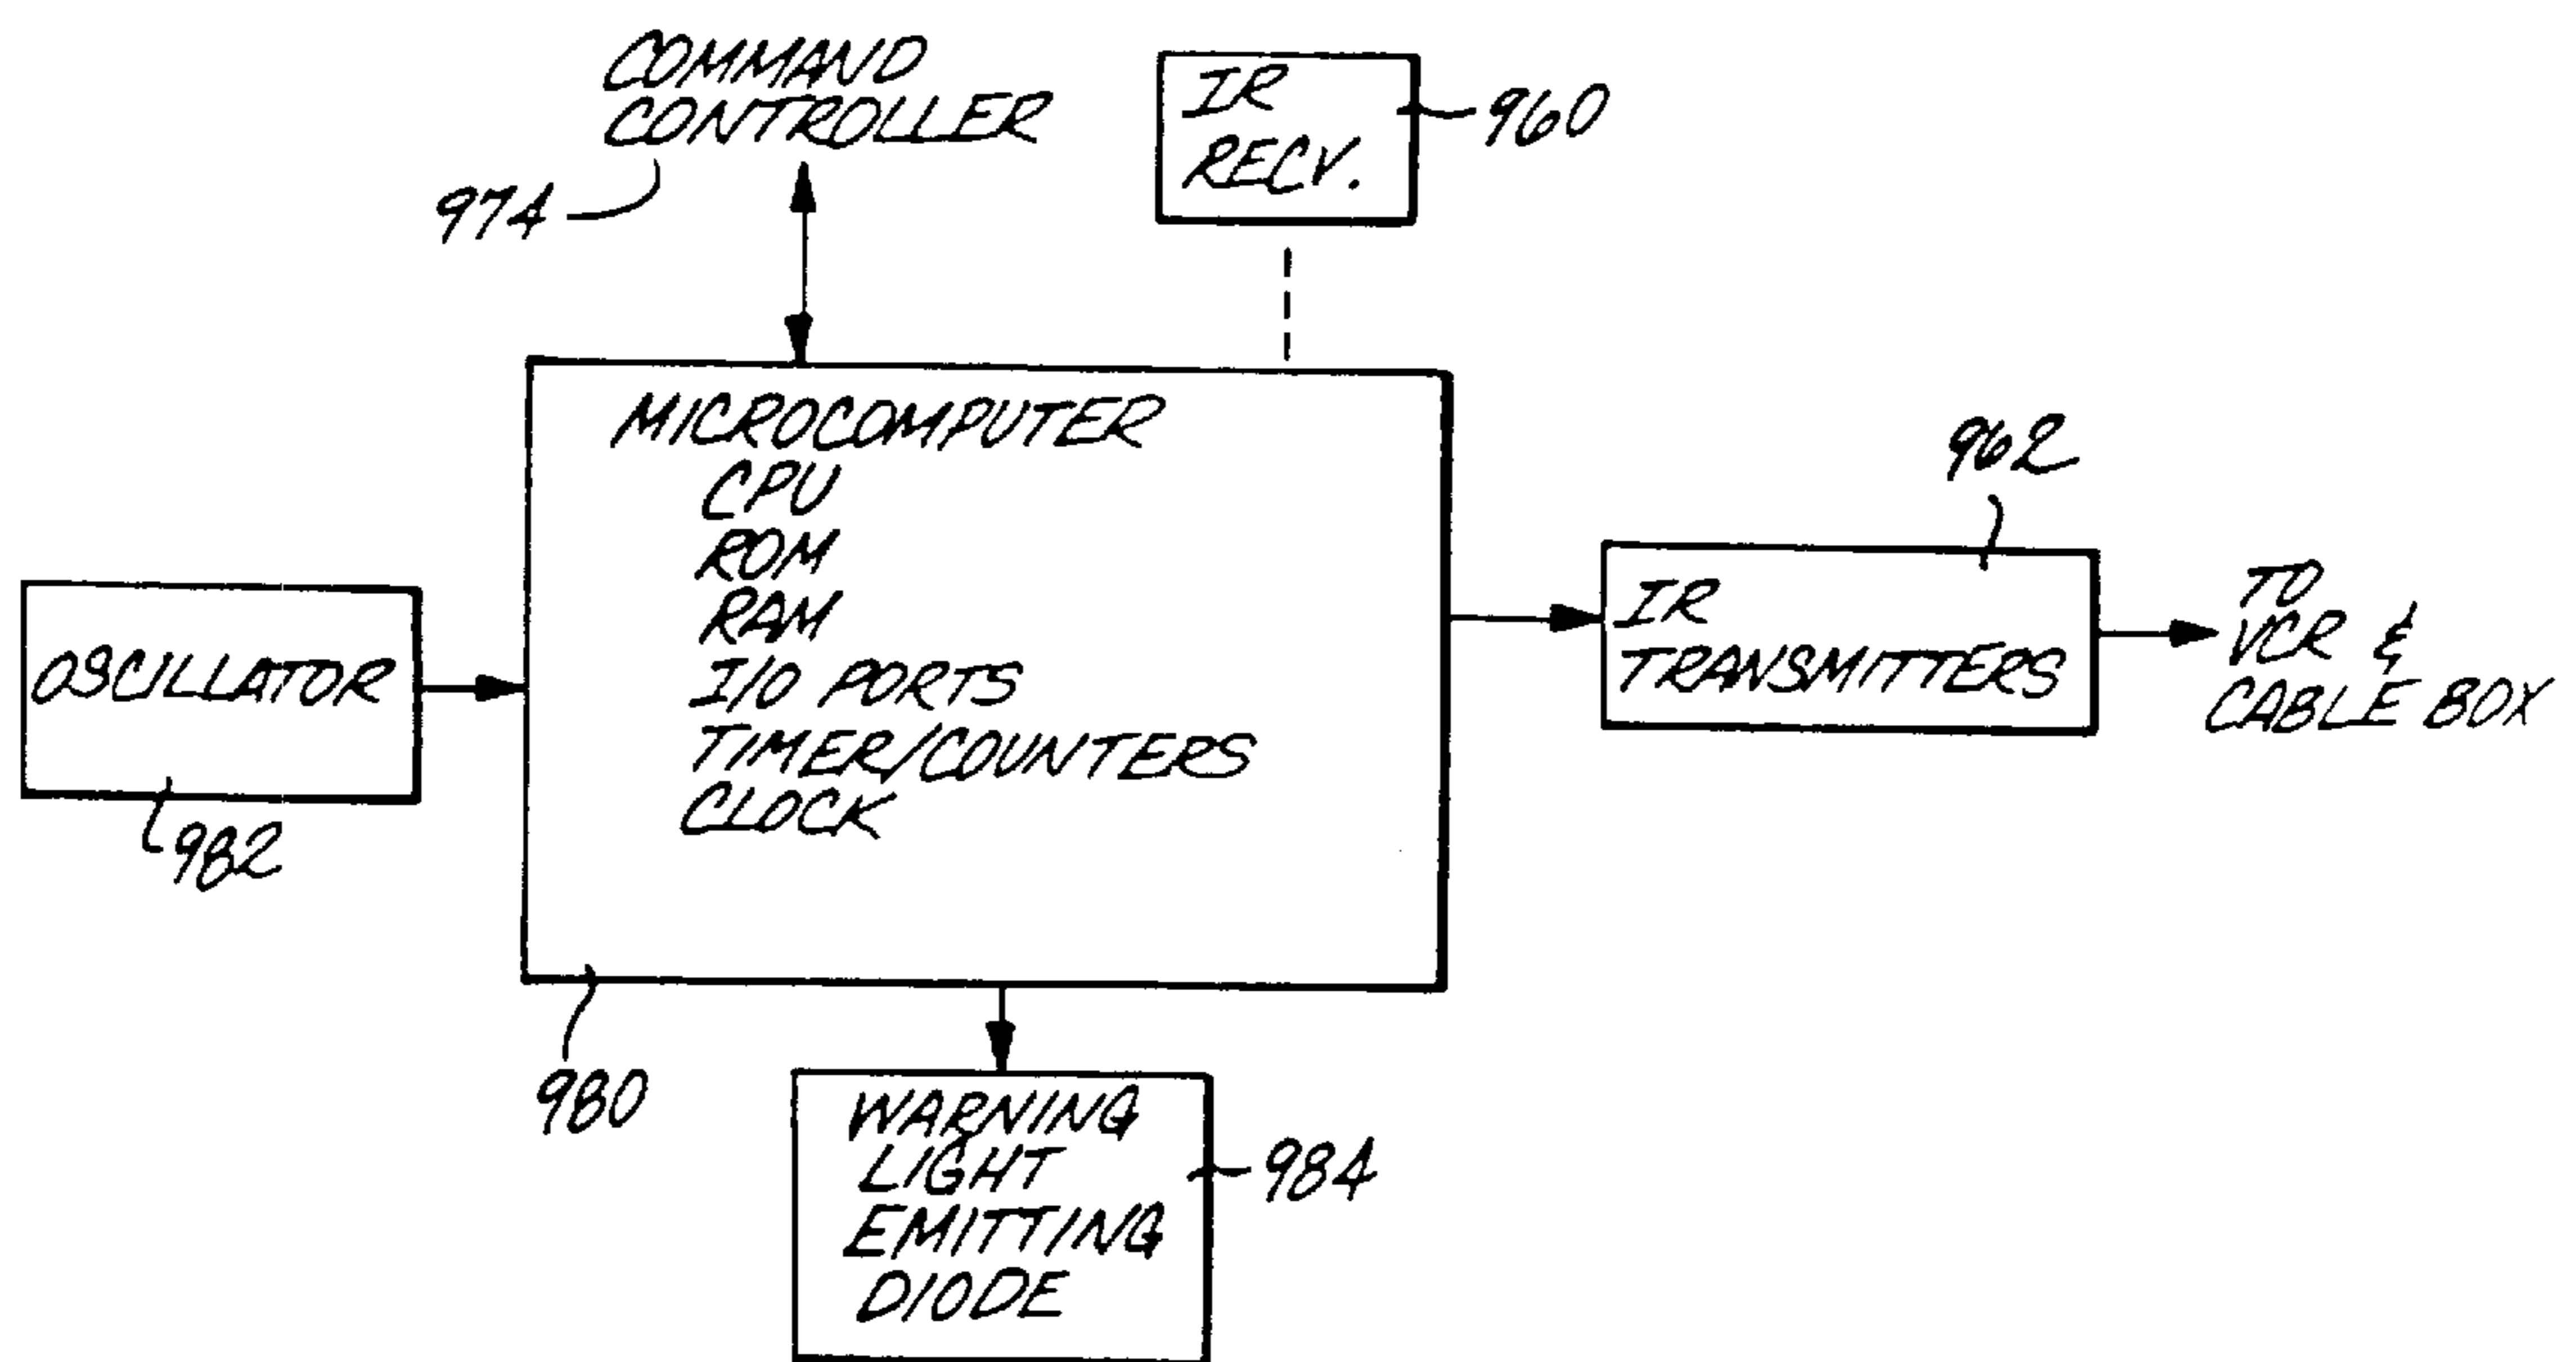 COMMAND
CONTROLLER
974
IR
RECV.
960
MICROCOMPUTER
CPU
ROM
RAM
I/O PORTS
TIMER/COUNTERS
CLOCK
980
OSCILLATOR
982
962
IR
TRANSMITTERS
TO
VCR &
CABLE BOX
WARNING
LIGHT
EMITTING
DIODE
984